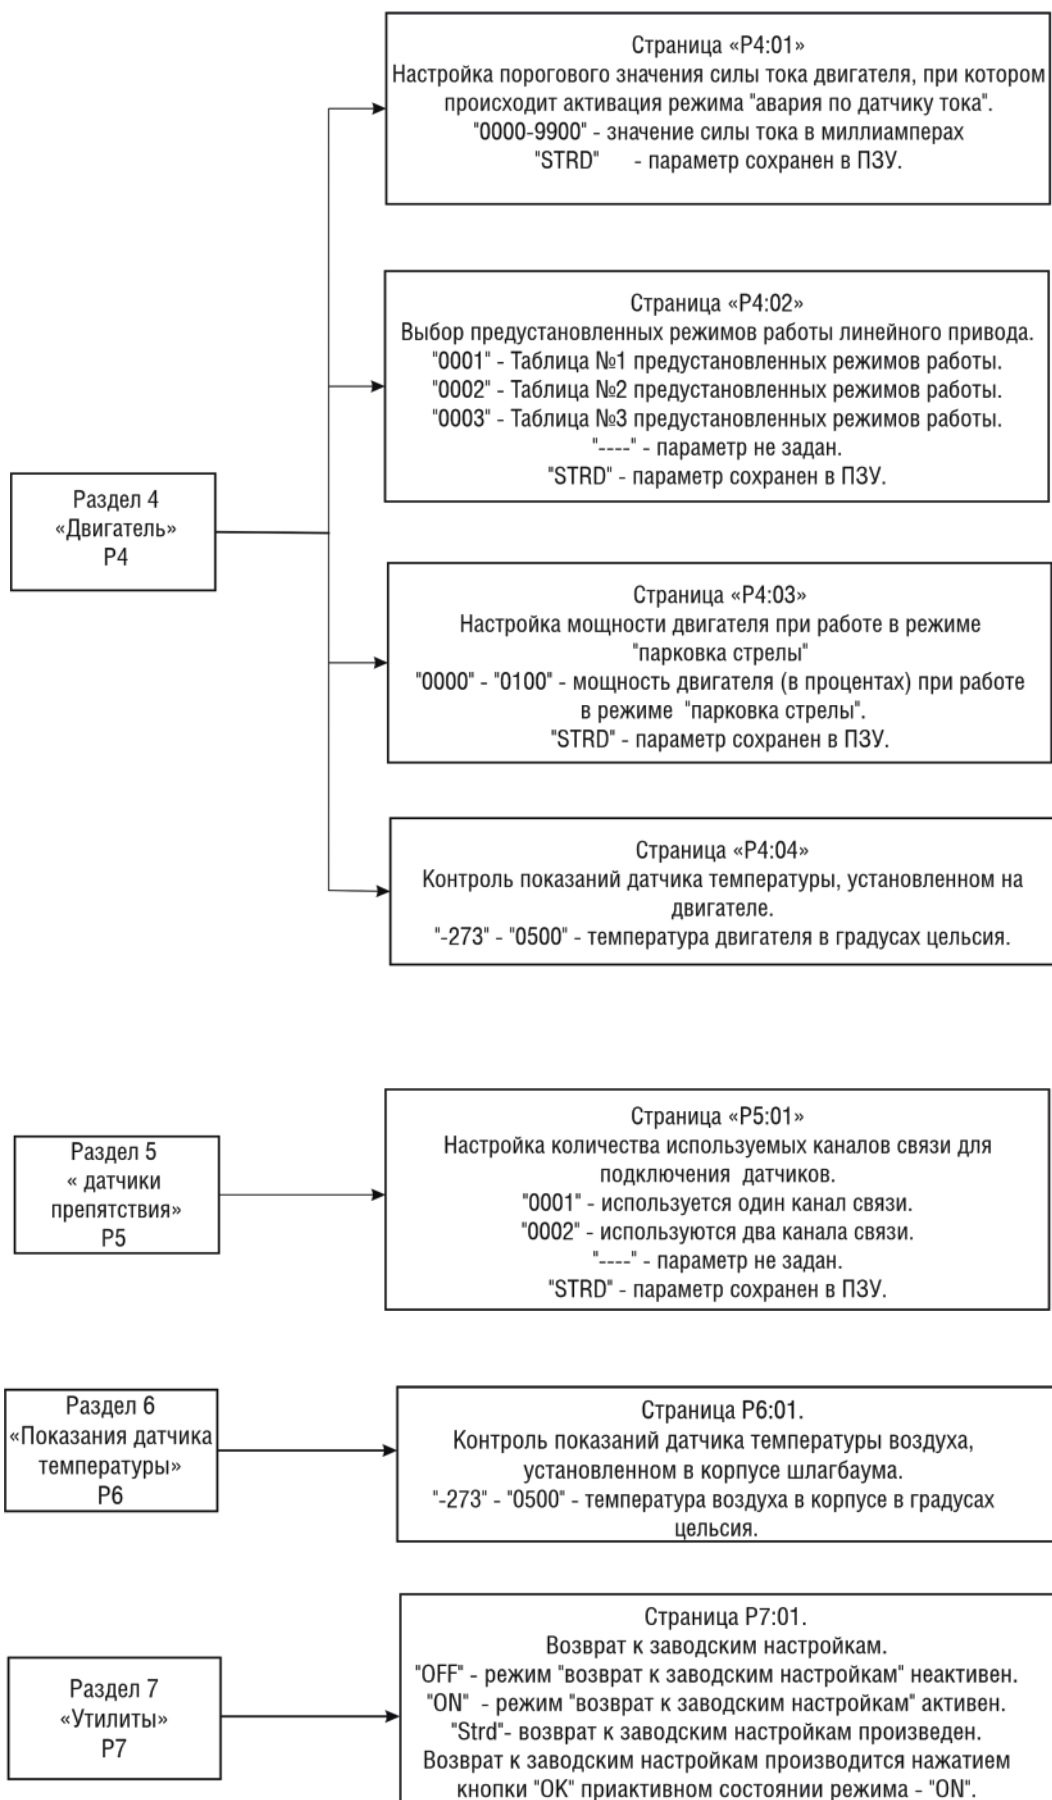 Страница «P4:01»
Настройка порогового значения силы тока двигателя, при котором
происходит активация режима "авария по датчику тока".
"0000-9900" - значение силы тока в миллиамперах
"STRD" - параметр сохранен в ПЗУ.
Страница «P4:02»
Выбор предустановленных режимов работы линейного привода.
"0001" - Таблица №1 предустановленных режимов работы.
"0002" - Таблица №2 предустановленных режимов работы.
"0003" - Таблица №3 предустановленных режимов работы.
"----" - параметр не задан.
"STRD" - параметр сохранен в ПЗУ.
Раздел 4
«Двигатель»
P4
Страница «P4:03»
Настройка мощности двигателя при работе в режиме
"парковка стрелы"
"0000" - "0100" - мощность двигателя (в процентах) при работе
в режиме "парковка стрелы".
"STRD" - параметр сохранен в ПЗУ.
Страница «P4:04»
Контроль показаний датчика температуры, установленном на
двигателе.
"-273" - "0500" - температура двигателя в градусах цельсия.
Раздел 5
« датчики
препятствия»
P5
Страница «P5:01»
Настройка количества используемых каналов связи для
подключения датчиков.
"0001" - используется один канал связи.
"0002" - используются два канала связи.
"----" - параметр не задан.
"STRD" - параметр сохранен в ПЗУ.
Раздел 6
«Показания датчика
температуры»
P6
Страница P6:01.
Контроль показаний датчика температуры воздуха,
установленном в корпусе шлагбаума.
"-273" - "0500" - температура воздуха в корпусе в градусах
цельсия.
Раздел 7
«Утилиты»
P7
Страница P7:01.
Возврат к заводским настройкам.
"OFF" - режим "возврат к заводским настройкам" неактивен.
"ON" - режим "возврат к заводским настройкам" активен.
"Strd"- возврат к заводским настройкам произведен.
Возврат к заводским настройкам производится нажатием
кнопки "OK" приактивном состоянии режима - "ON".